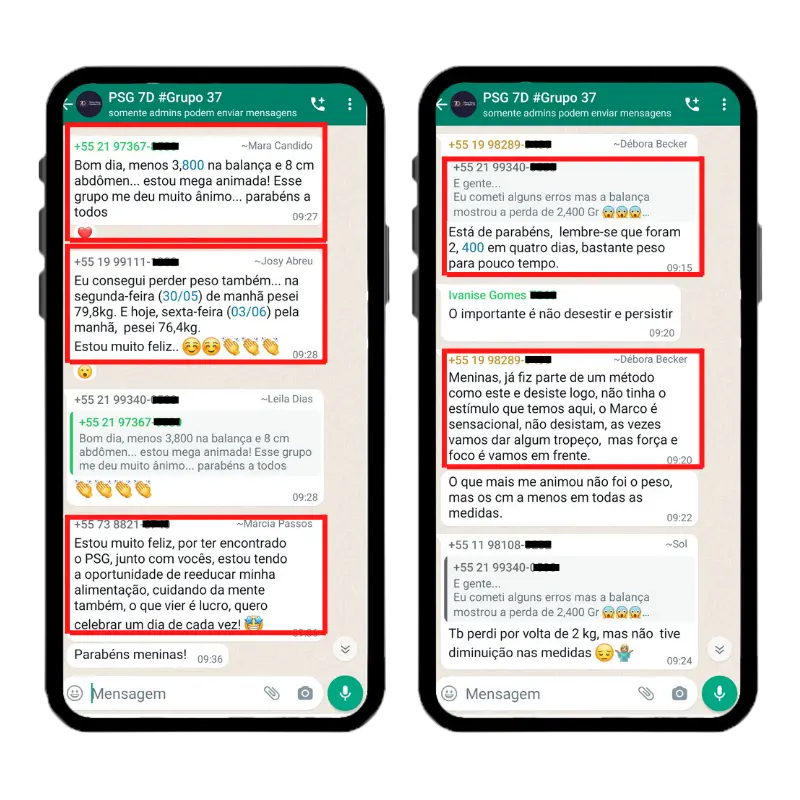 PSG 7D #Grupo 37
somente admins podem enviar mensagens
+55 21 97367- ~Mara Candido
Bom dia, menos 3,800 na balança e 8 cm
abdômen... estou mega animada! Esse
grupo me deu muito ânimo... parabéns a
todos
09:27
+55 19 99111- ~Josy Abreu
Eu consegui perder peso também... na
segunda-feira (30/05) de manhã pesei
79,8kg. E hoje, sexta-feira (03/06) pela
manhã, pesei 76,4kg.
Estou muito feliz.. ☺️☺️👏👏👏
09:28
+55 21 99340- ~Leila Dias
+55 21 97367-
Bom dia, menos 3,800 na balança e 8 cm
abdômen... estou mega animada! Esse grupo
me deu muito ânimo... parabéns a todos
👏👏👏👏
09:28
+55 73 8821- ~Márcia Passos
Estou muito feliz, por ter encontrado
o PSG, junto com vocês, estou tendo
a oportunidade de reeducar minha
alimentação, cuidando da mente
também, o que vier é lucro, quero
celebrar um dia de cada vez! 🤩
Parabéns meninas! 09:36
Mensagem
PSG 7D #Grupo 37
somente admins podem enviar mensagens
+55 19 98289- ~Débora Becker
+55 21 99340-
E gente...
Eu cometi alguns erros mas a balança
mostrou a perda de 2,400 Gr 😱😱😱...
Está de parabéns, lembre-se que foram
2, 400 em quatro dias, bastante peso
para pouco tempo.
09:15
Ivanise Gomes
O importante é não desestir e persistir
09:20
+55 19 98289- ~Débora Becker
Meninas, já fiz parte de um método
como este e desiste logo, não tinha o
estímulo que temos aqui, o Marco é
sensacional, não desistam, as vezes
vamos dar algum tropeço, mas força e
foco é vamos em frente.
09:20
O que mais me animou não foi o peso,
mas os cm a menos em todas as
medidas.
09:22
+55 11 98108- ~Sol
+55 21 99340-
E gente...
Eu cometi alguns erros mas a balança
mostrou a perda de 2,400 Gr 😱😱😱...
Tb perdi por volta de 2 kg, mas não tive
diminuição nas medidas 😔🤷
09:24
Mensagem